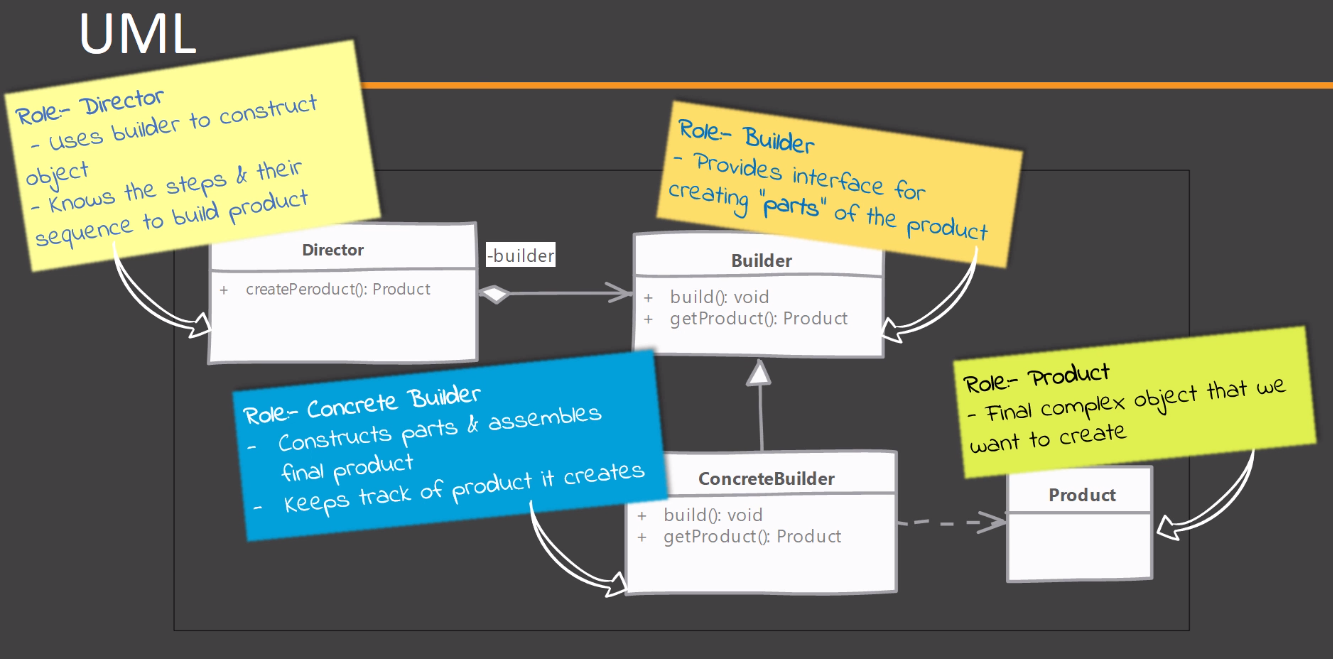 UML
Role:- Director
- Uses builder to construct
object
- Knows the steps & their
sequence to build product
Role:- Builder
- Provides interface for
creating "parts" of the product
Director
+ createPeroduct(): Product
-builder
Builder
+ build(): void
+ getProduct(): Product
Role:- Concrete Builder
- Constructs parts & assembles
final product
- Keeps track of product it creates
Role:- Product
- Final complex object that we
want to create
ConcreteBuilder
+ build(): void
+ getProduct(): Product
Product